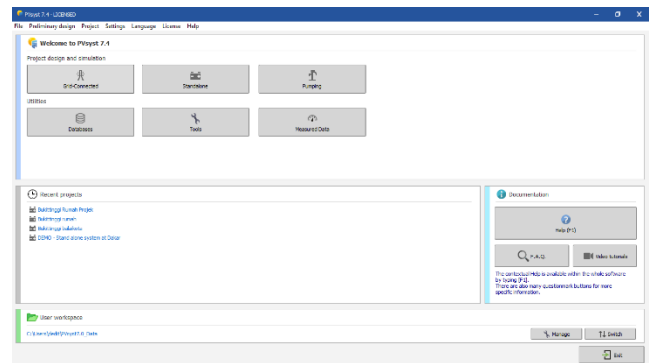 PVsyst 7.4 - LICENSED
File Preliminary design Project Settings Language License Help
Welcome to PVsyst 7.4
Project design and simulation
Grid-Connected Standalone Pumping
Utilities
Databases Tools Measured Data
Recent projects
Bukittinggi Rumah Projek
Bukittinggi rumah
Bukittinggi
DEMO - Stand alone system at Dakar
Documentation
Help (F1)
F.A.Q. Video tutorials
The contextual Help is available within the whole software
by typing [F1].
There are also many questionmark buttons for more
specific information.
User workspace
Manage Switch
Exit